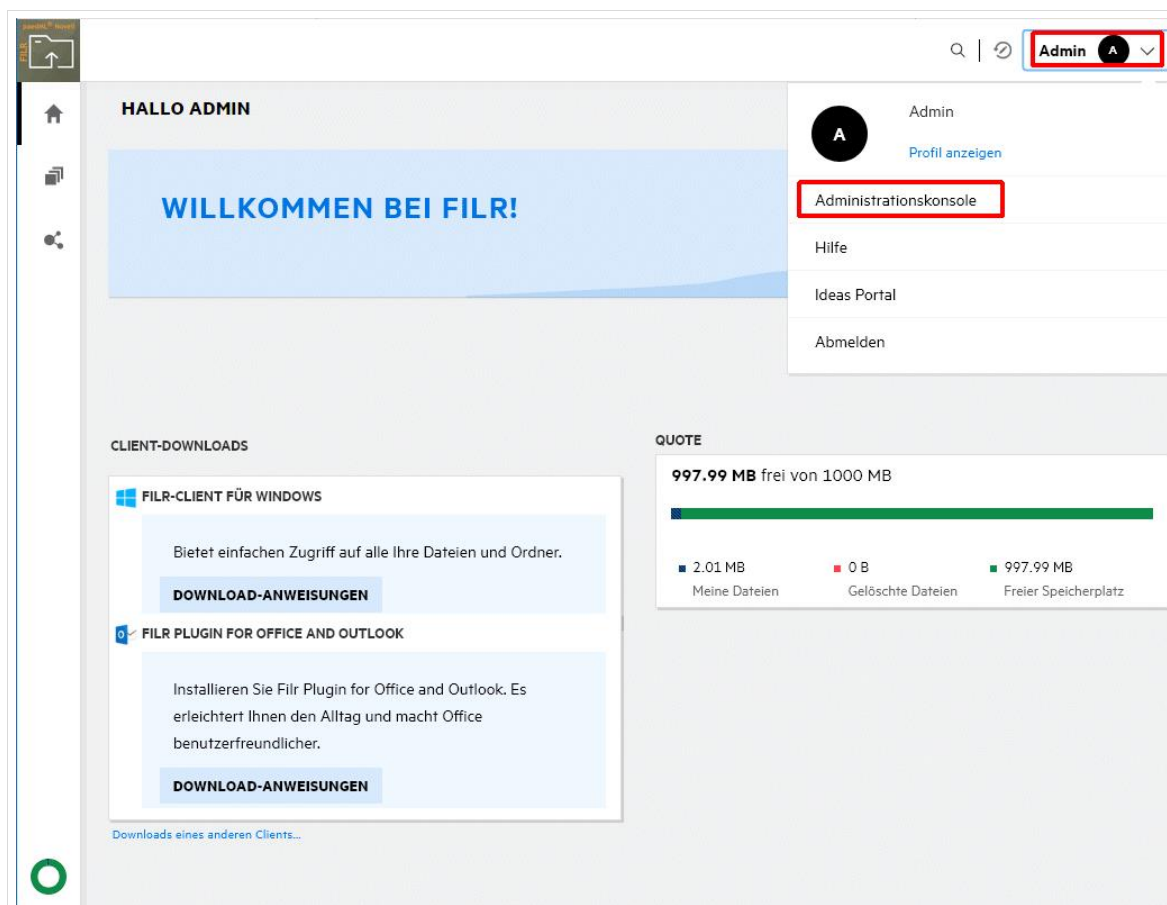 FILR
Admin
A
HALLO ADMIN
A
Admin
Profil anzeigen
WILLKOMMEN BEI FILR!
Administrationskonsole
Hilfe
Ideas Portal
Abmelden
CLIENT-DOWNLOADS
QUOTE
FILR-CLIENT FÜR WINDOWS
997.99 MB frei von 1000 MB
Bietet einfachen Zugriff auf alle Ihre Dateien und Ordner.
2.01 MB
0 B
997.99 MB
Meine Dateien
Gelöschte Dateien
Freier Speicherplatz
DOWNLOAD-ANWEISUNGEN
FILR PLUGIN FOR OFFICE AND OUTLOOK
Installieren Sie Filr Plugin for Office and Outlook. Es
erleichtert Ihnen den Alltag und macht Office
benutzerfreundlicher.
DOWNLOAD-ANWEISUNGEN
Downloads eines anderen Clients...